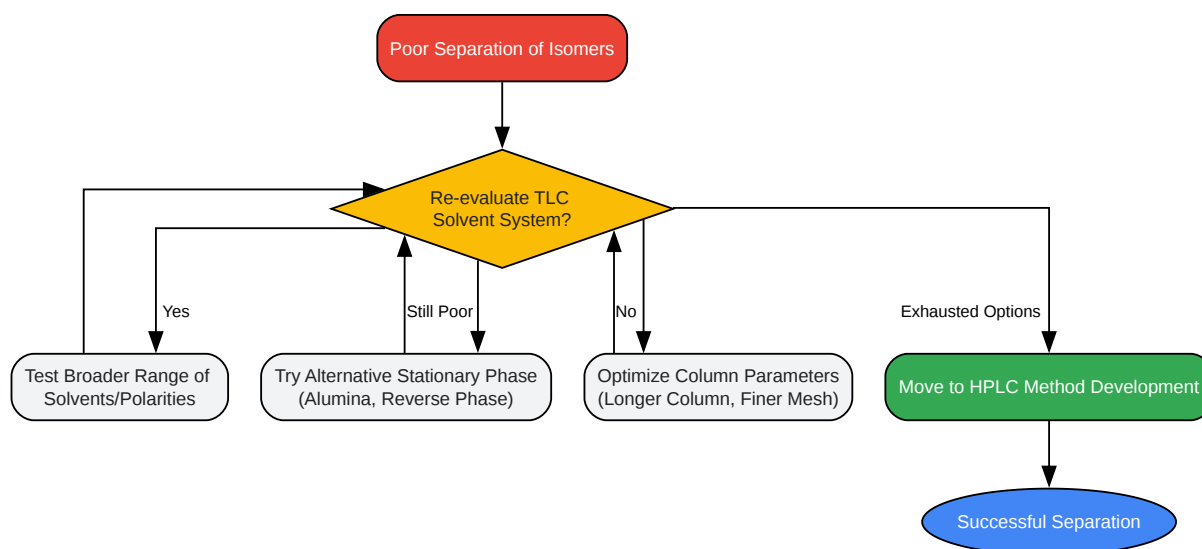 Poor Separation of Isomers
Re-evaluate TLC
Solvent System?
Yes
Still Poor
No
Exhausted Options
Test Broader Range of
Solvents/Polarities
Try Alternative Stationary Phase
(Alumina, Reverse Phase)
Optimize Column Parameters
(Longer Column, Finer Mesh)
Move to HPLC Method Development
Successful Separation